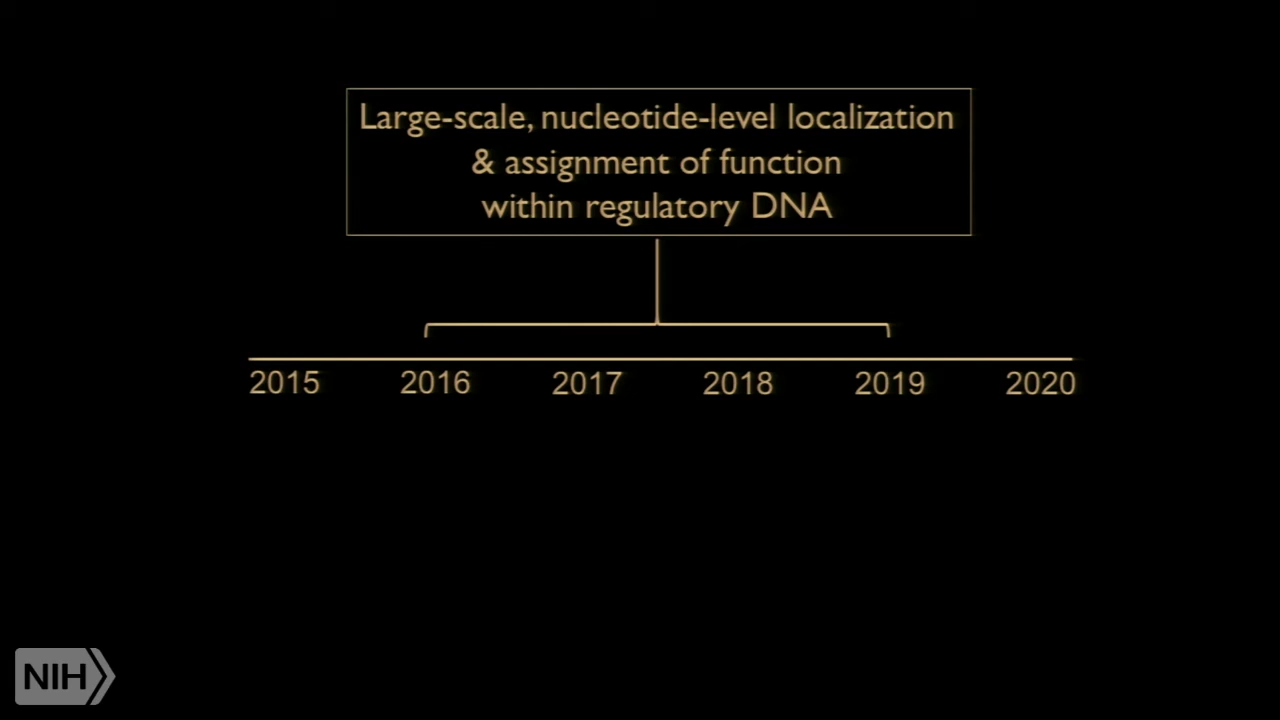 Large-scale, nucleotide-level localization
& assignment of function
within regulatory DNA
2015 2016 2017 2018 2019 2020
NIH